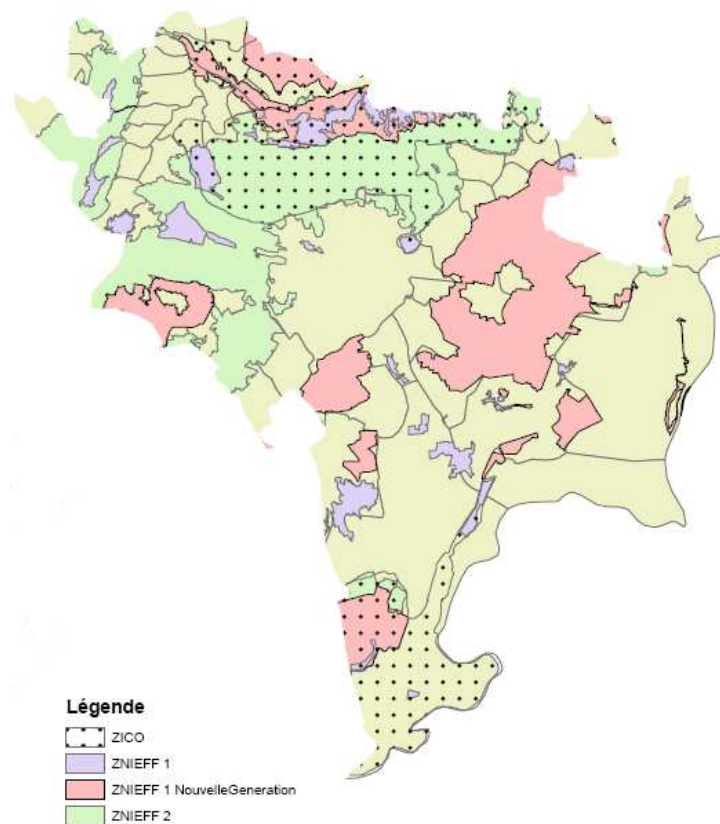 Légende
ZICO
ZNIEFF 1
ZNIEFF 1 NouvelleGeneration
ZNIEFF 2